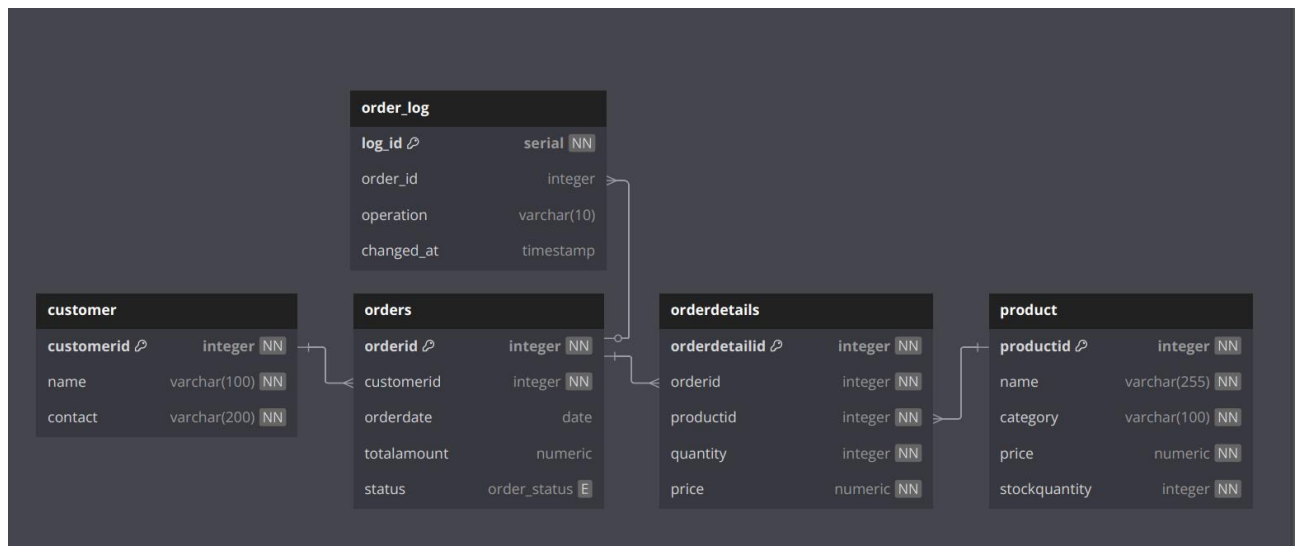 order_log
log_id serial NN
order_id integer
operation varchar(10)
changed_at timestamp
customer
customerid integer NN
name varchar(100) NN
contact varchar(200) NN
orders
orderid integer NN
customerid integer NN
orderdate date
totalamount numeric
status order_status E
orderdetails
orderdetailid integer NN
orderid integer NN
productid integer NN
quantity integer NN
price numeric NN
product
productid integer NN
name varchar(255) NN
category varchar(100) NN
price numeric NN
stockquantity integer NN